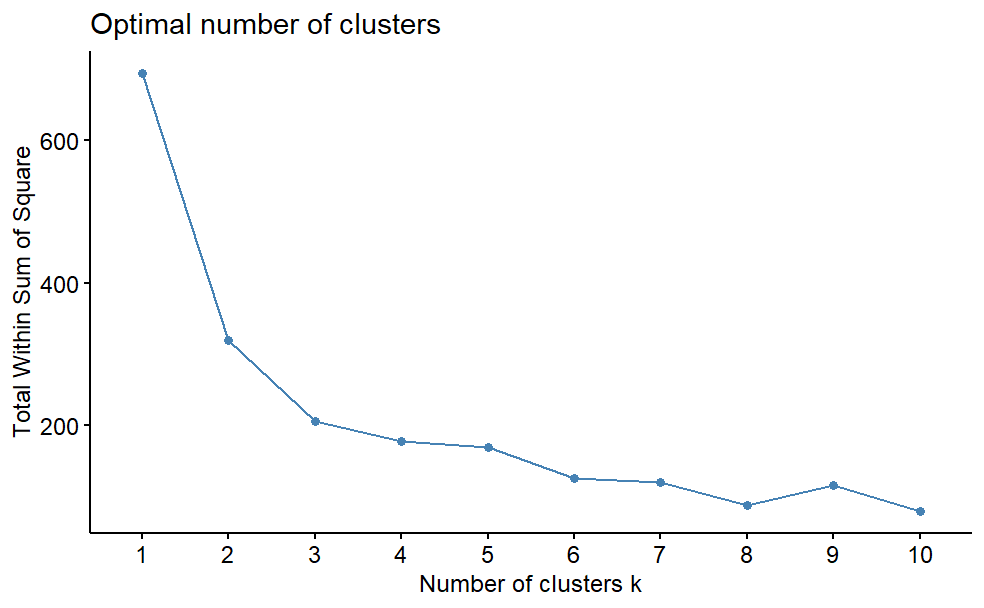 Optimal number of clusters
Total Within Sum of Square
600
400
200
1 2 3 4 5 6 7 8 9 10
Number of clusters k